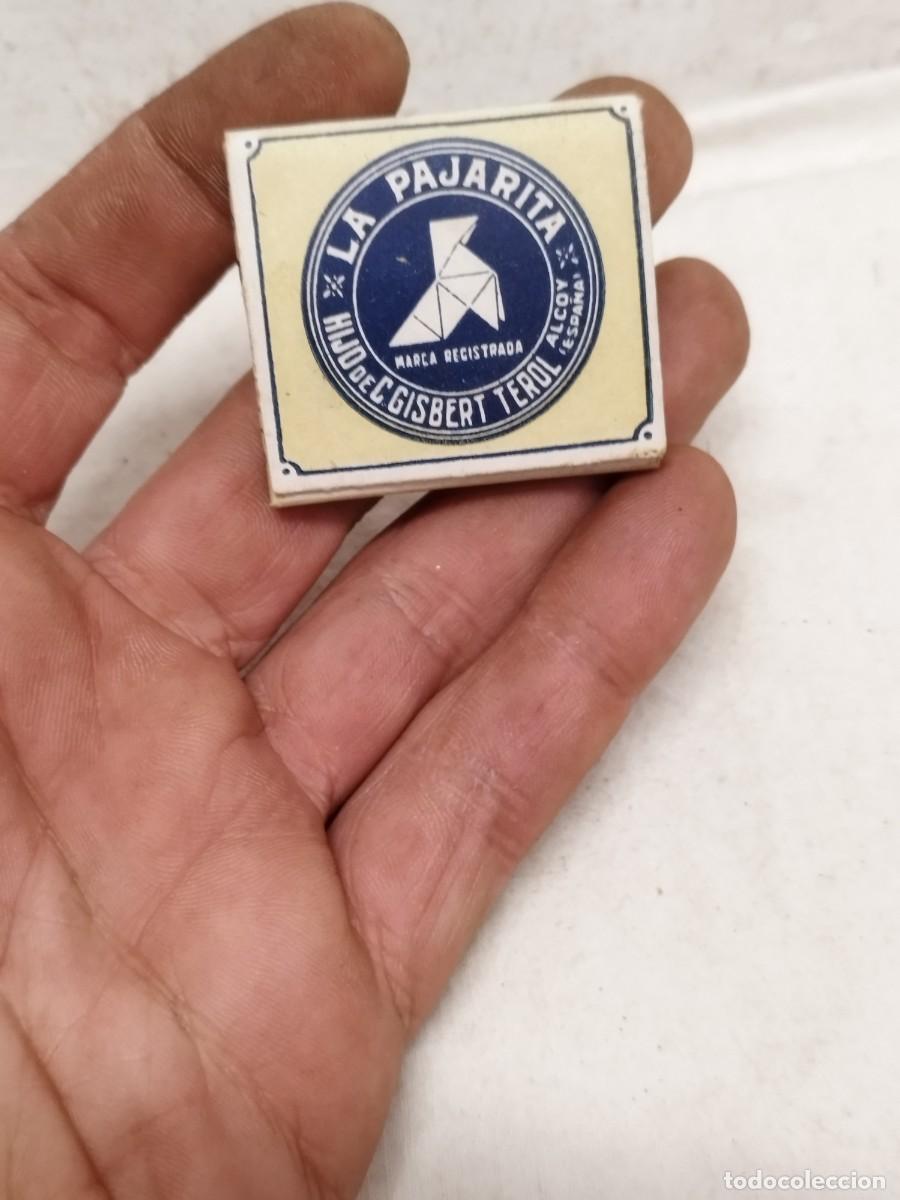 LA PAJARITA
MARCA REGISTRADA
HIJO DE C GISBERT TEROL
ALCOY
(ESPAÑA)
todocoleccion